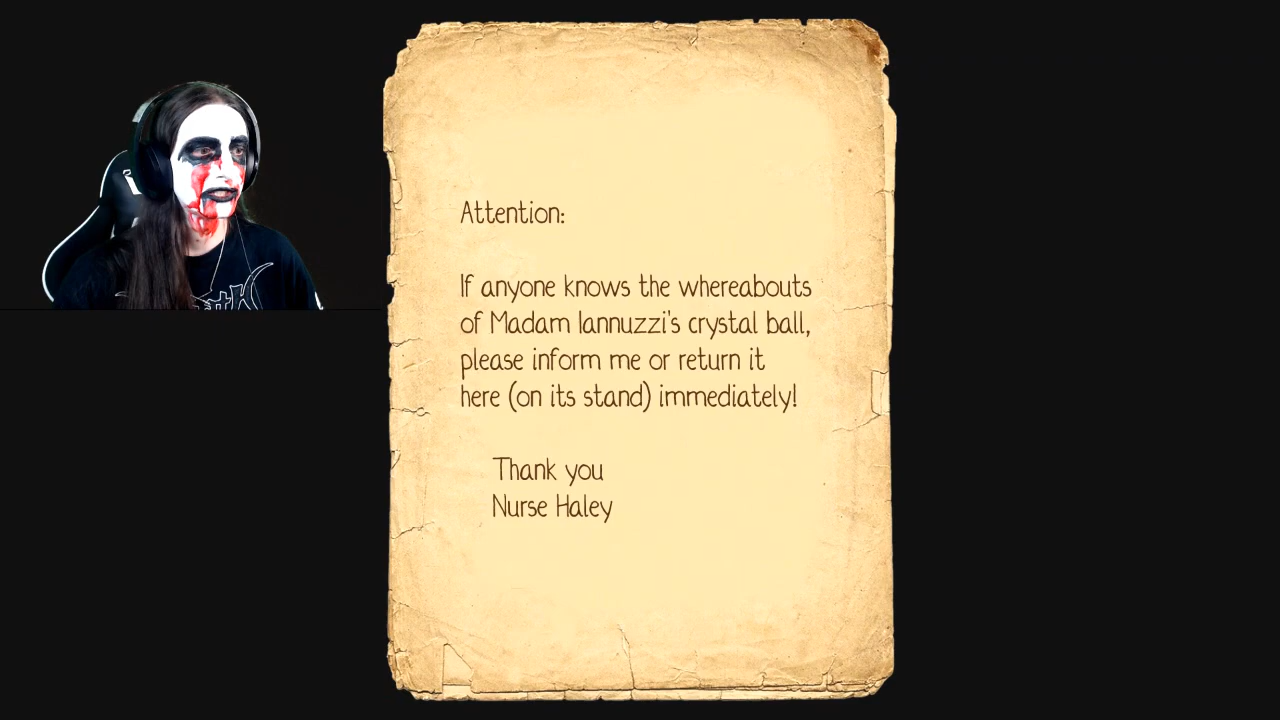 Attention:
If anyone knows the whereabouts
of Madam Iannuzzi's crystal ball,
please inform me or return it
here (on its stand) immediately!
Thank you
Nurse Haley